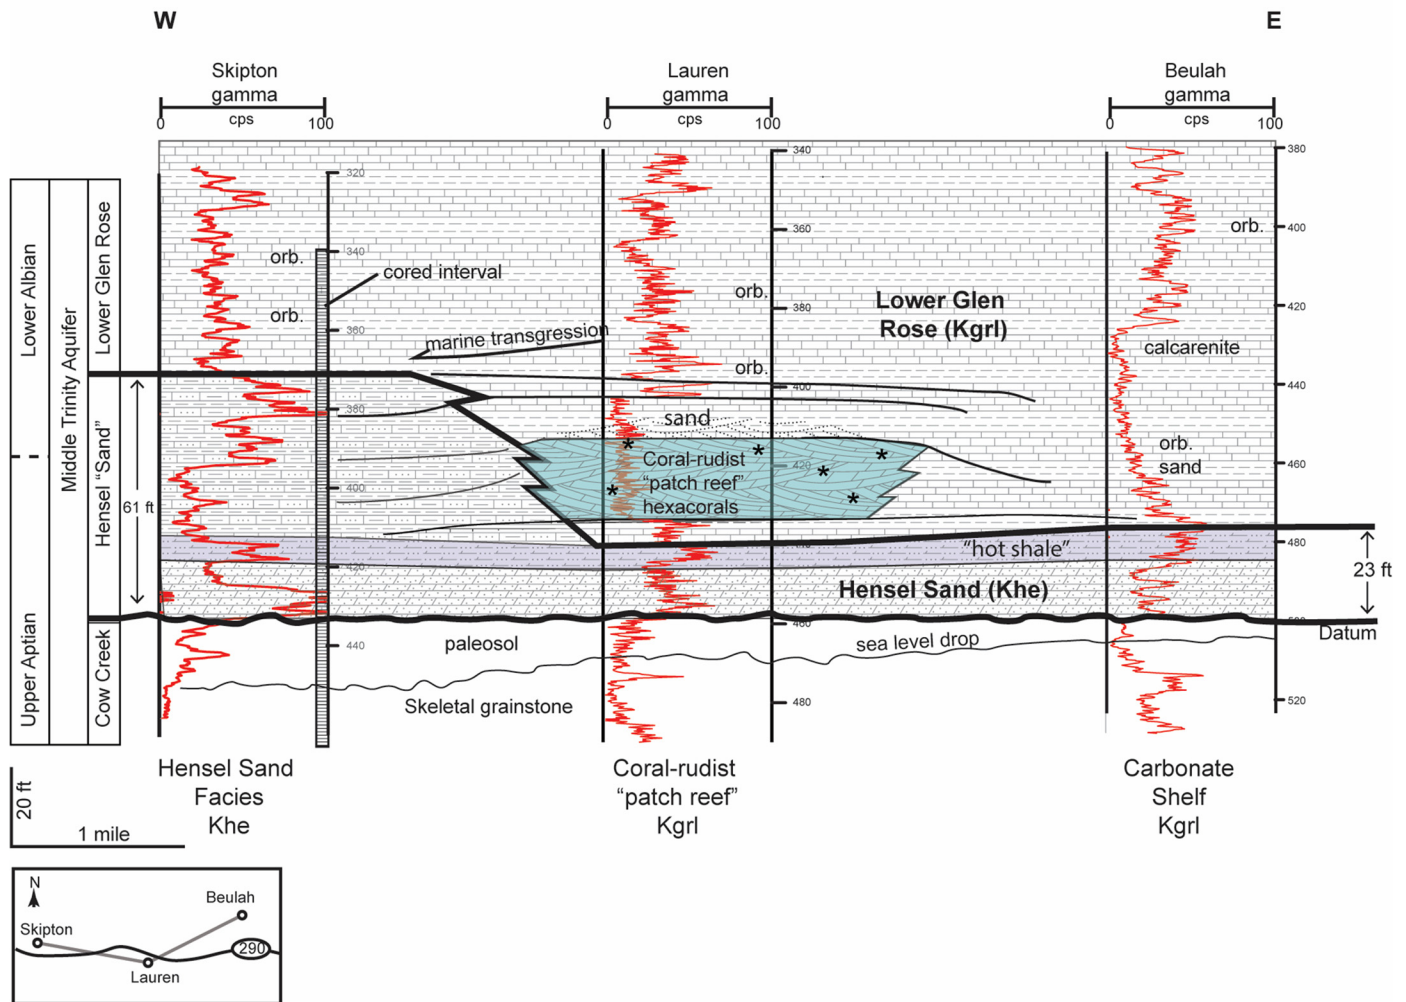 W
E
Skipton
gamma
cps
0
100
Lauren
gamma
cps
0
100
Beulah
gamma
cps
0
100
Lower Albian
Upper Aptian
Middle Trinity Aquifer
Lower Glen Rose
Hensel “Sand”
Cow Creek
61 ft
320
340
360
380
400
420
440
orb.
orb.
cored interval
marine transgression
340
360
380
400
420
460
480
orb.
orb.
sand
Coral-rudist
“patch reef”
hexacorals
Lower Glen
Rose (Kgrl)
380
400
420
440
460
480
500
520
orb.
calcarenite
orb.
sand
“hot shale”
Hensel Sand (Khe)
23 ft
Datum
paleosol
sea level drop
Skeletal grainstone
Hensel Sand
Facies
Khe
Coral-rudist
“patch reef”
Kgrl
Carbonate
Shelf
Kgrl
20 ft
1 mile
N
Skipton
Beulah
290
Lauren